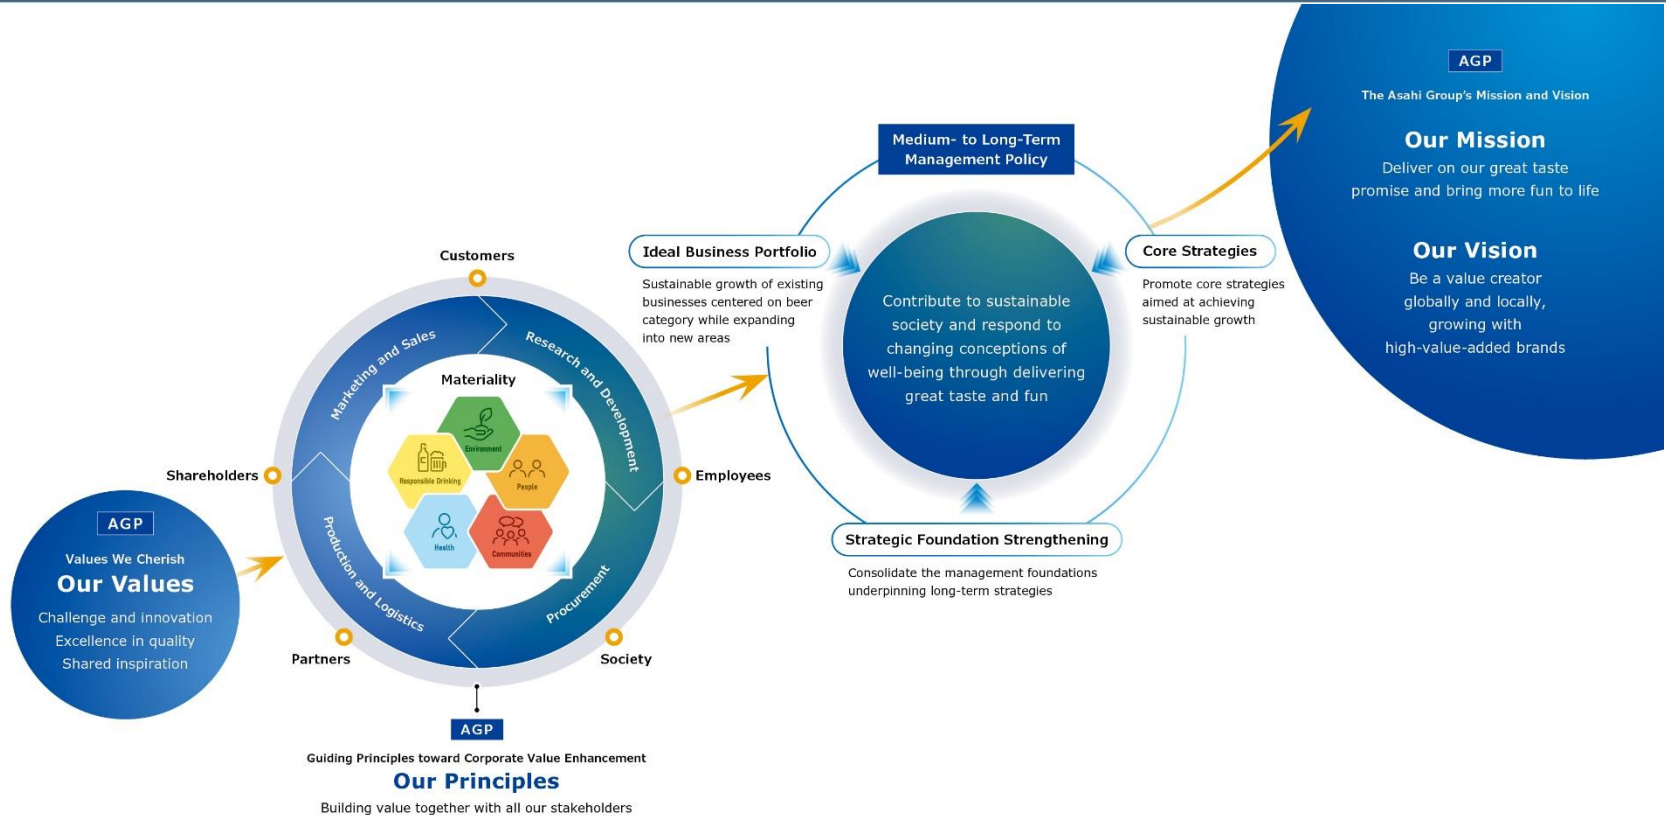 AGP
Values We Cherish
Our Values
Challenge and innovation
Excellence in quality
Shared inspiration
Customers
Shareholders
Employees
Partners
Society
Marketing and Sales
Research and Development
Production and Logistics
Procurement
Materiality
Environment
Responsible Drinking
People
Health
Communities
AGP
Guiding Principles toward Corporate Value Enhancement
Our Principles
Building value together with all our stakeholders
Medium- to Long-Term
Management Policy
Ideal Business Portfolio
Sustainable growth of existing
businesses centered on beer
category while expanding
into new areas
Contribute to sustainable
society and respond to
changing conceptions of
well-being through delivering
great taste and fun
Core Strategies
Promote core strategies
aimed at achieving
sustainable growth
Strategic Foundation Strengthening
Consolidate the management foundations
underpinning long-term strategies
AGP
The Asahi Group's Mission and Vision
Our Mission
Deliver on our great taste
promise and bring more fun to life
Our Vision
Be a value creator
globally and locally,
growing with
high-value-added brands